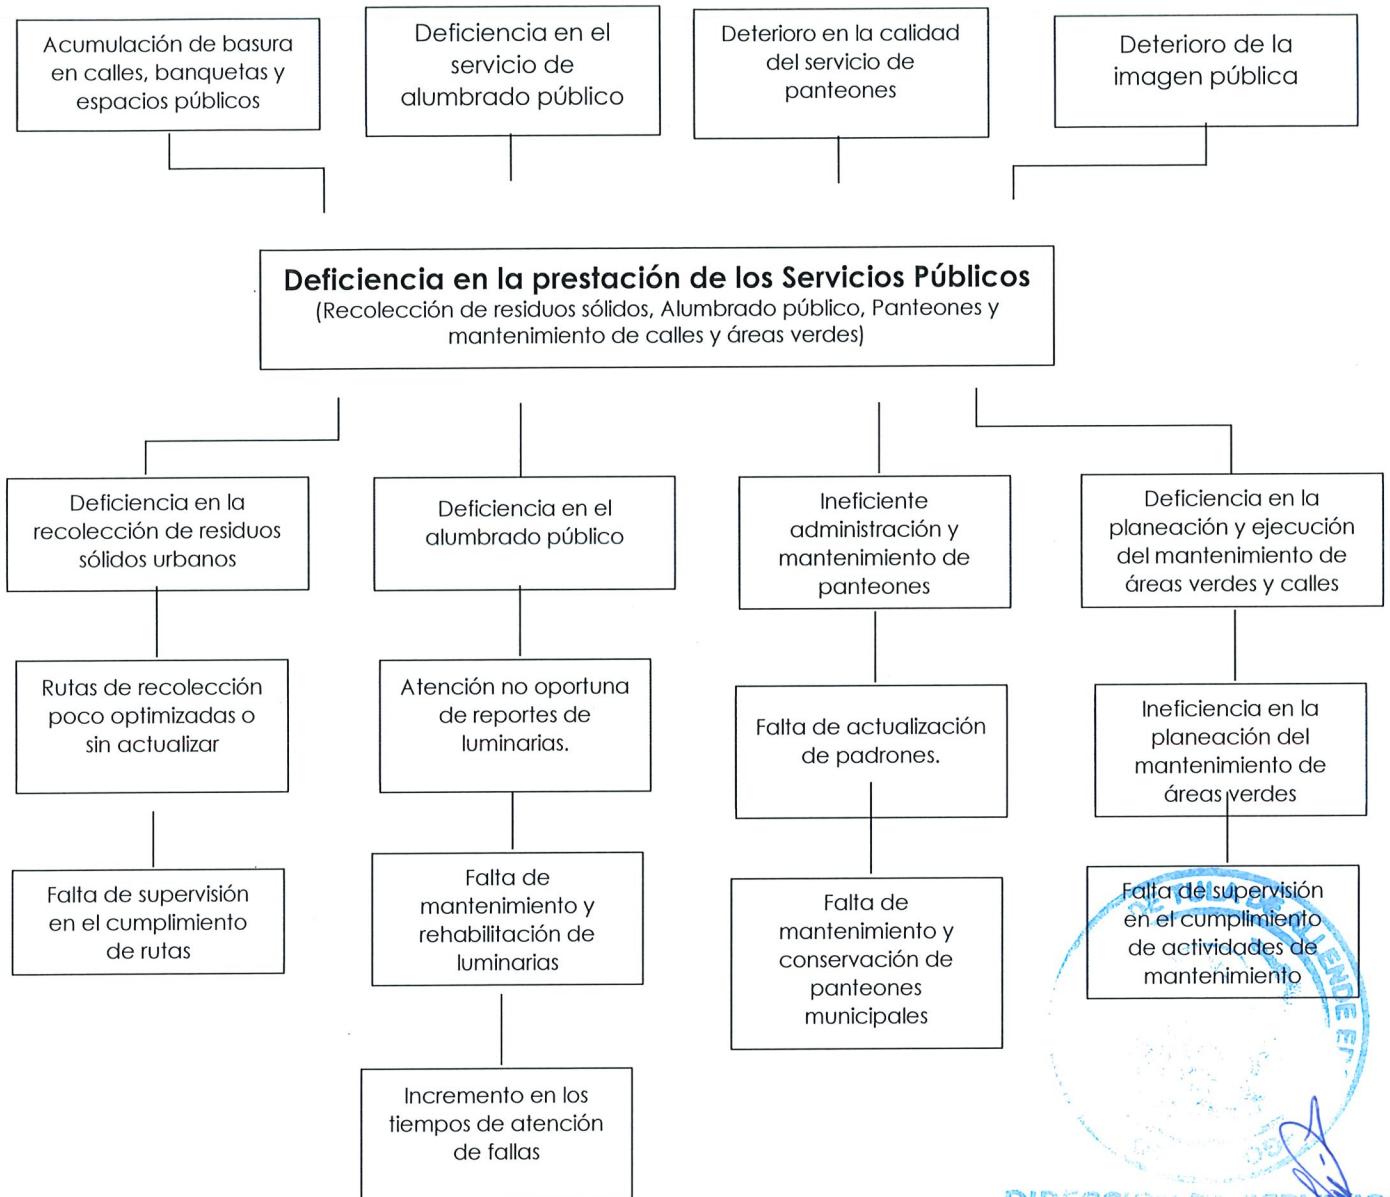 Acumulación de basura
en calles, banquetas y
espacios públicos
Deficiencia en el
servicio de
alumbrado público
Deterioro en la calidad
del servicio de
panteones
Deterioro de la
imagen pública
Deficiencia en la prestación de los Servicios Públicos
(Recolección de residuos sólidos, Alumbrado público, Panteones y
mantenimiento de calles y áreas verdes)
Deficiencia en la
recolección de residuos
sólidos urbanos
Deficiencia en el
alumbrado público
Ineficiente
administración y
mantenimiento de
panteones
Deficiencia en la
planeación y ejecución
del mantenimiento de
áreas verdes y calles
Rutas de recolección
poco optimizadas o
sin actualizar
Atención no oportuna
de reportes de
luminarias.
Falta de actualización
de padrones.
Ineficiencia en la
planeación del
mantenimiento de
áreas verdes
Falta de supervisión
en el cumplimiento
de rutas
Falta de
mantenimiento y
rehabilitación de
luminarias
Falta de
mantenimiento y
conservación de
panteones
municipales
Falta de supervisión
en el cumplimiento
de actividades de
mantenimiento
Incremento en los
tiempos de atención
de fallas
DE TULA DE ALLENDE